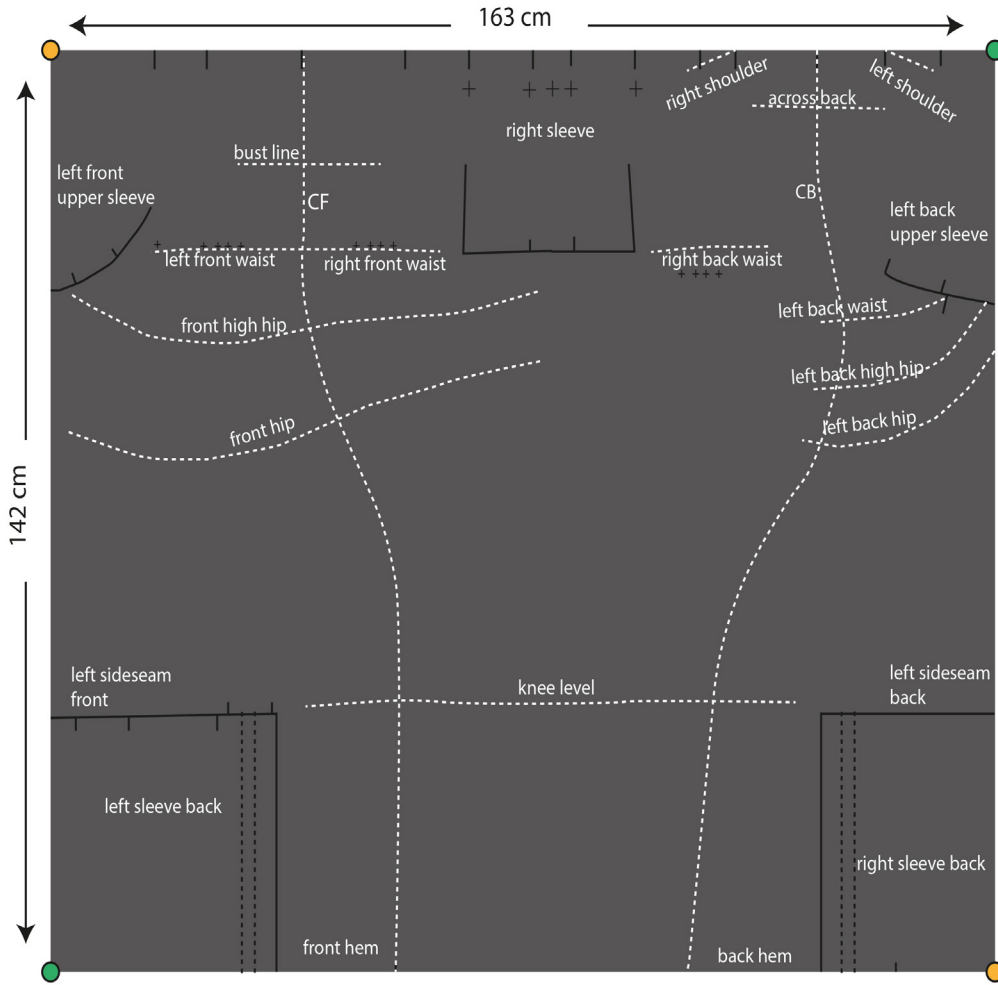 163 cm
right shoulder
left shoulder
across back
right sleeve
bust line
left front
upper sleeve
CF
CB
left back
upper sleeve
left front waist
right front waist
right back waist
left back waist
front high hip
left back high hip
front hip
left back hip
142 cm
left sideseam
front
knee level
left sideseam
back
left sleeve back
right sleeve back
front hem
back hem